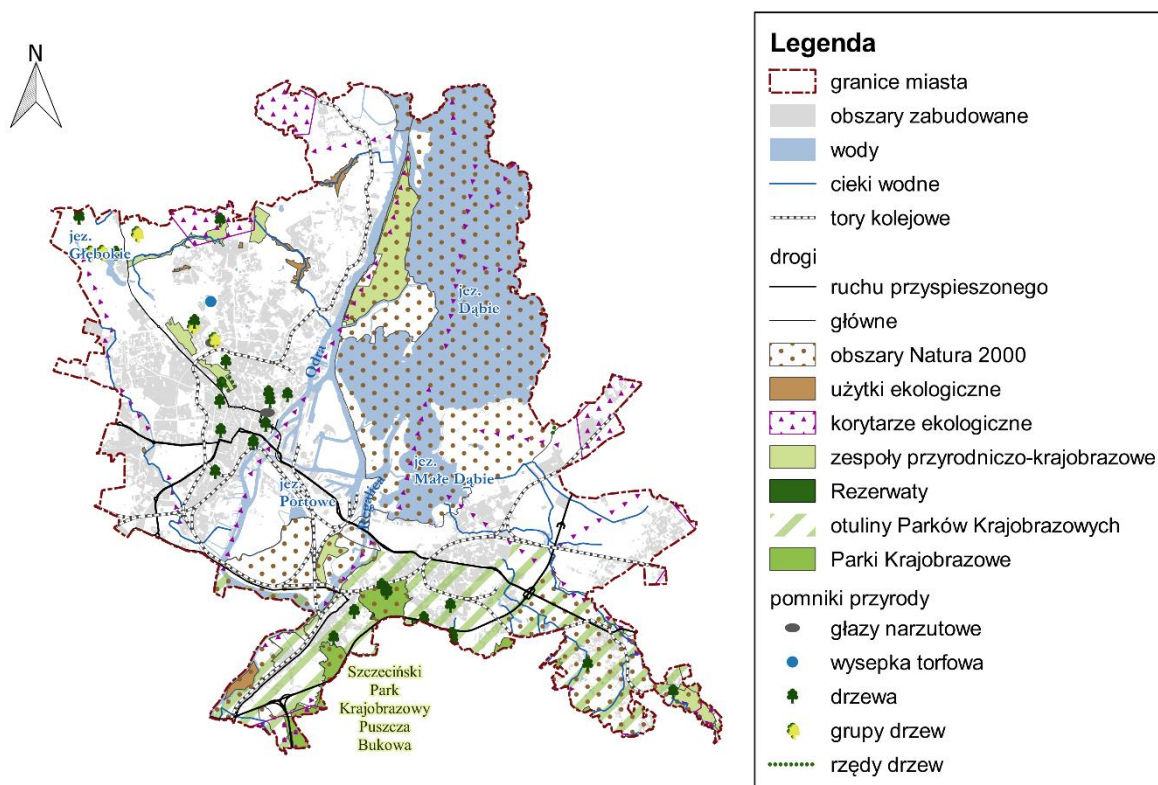 N
jez.
Głębokie
jez.
Dąbie
Odra
jez.
Małe Dąbie
jez.
Portowe
Regalica
Szczeciński
Park
Krajobrazowy
Puszcza
Bukowa
Legenda
granice miasta
obszary zabudowane
wody
cieki wodne
tory kolejowe
drogi
ruchu przyspieszonego
główne
obszary Natura 2000
użytki ekologiczne
korytarze ekologiczne
zespoły przyrodniczo-krajobrazowe
Rezerwaty
otuliny Parków Krajobrazowych
Parki Krajobrazowe
pomniki przyrody
głazy narzutowe
wysepka torfowa
drzewa
grupy drzew
rzędy drzew